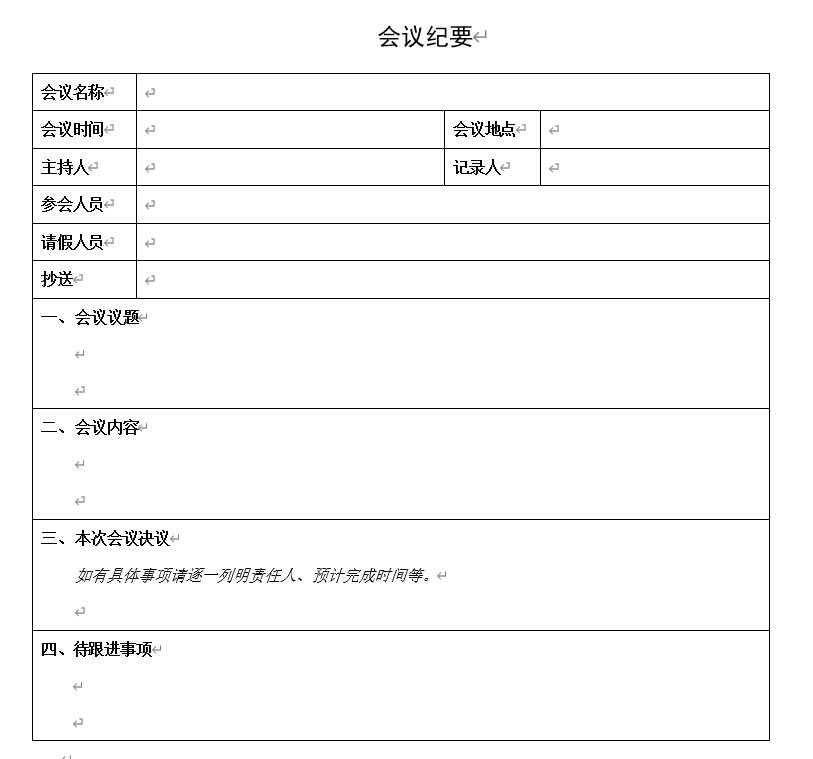 会议纪要
会议名称
会议时间 会议地点
主持人 记录人
参会人员
请假人员
抄送
一、会议议题
二、会议内容
三、本次会议决议
如有具体事项请逐一列明责任人、预计完成时间等。
四、待跟进事项